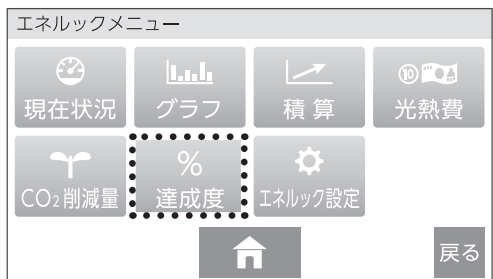 エネルックメニュー
現在状況 グラフ 積算 ⑩ 光熱費
CO₂削減量 % 達成度 エネルック設定
戻る